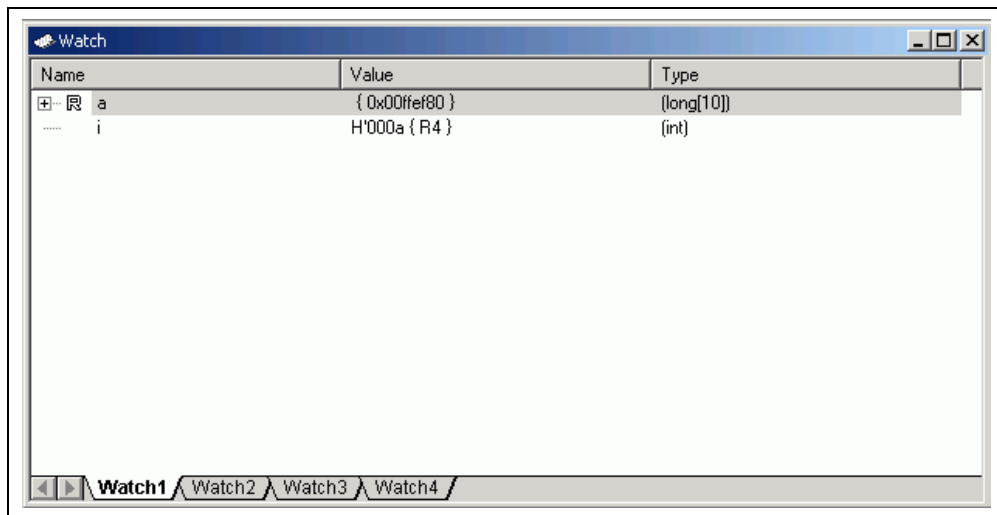 Watch
Name Value Type
R a { 0x00ffef80 } (long[10])
i H'000a { R4 } (int)
Watch1 Watch2 Watch3 Watch4